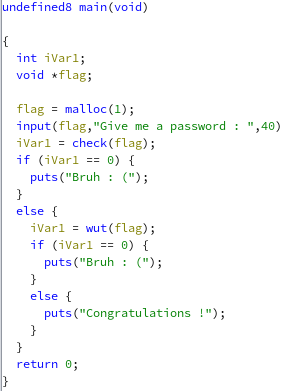 undefined8 main(void)
{
int iVar1;
void *flag;
flag = malloc(1);
input(flag,"Give me a password : ",40)
iVar1 = check(flag);
if (iVar1 == 0) {
puts("Bruh : (");
}
else {
iVar1 = wut(flag);
if (iVar1 == 0) {
puts("Bruh : (");
}
else {
puts("Congratulations !");
}
}
return 0;
}